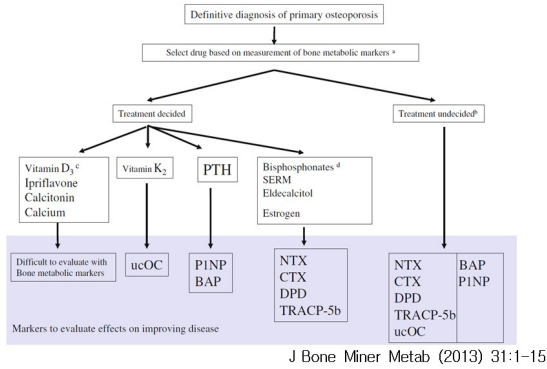 Definitive diagnosis of primary osteoporosis
Select drug based on measurement of bone metabolic markers a
Treatment decided
Treatment undecided b
Vitamin D3 c
Ipriflavone
Calcitonin
Calcium
Vitamin K2
PTH
Bisphosphonates d
SERM
Eldecalcitol
Estrogen
Difficult to evaluate with
Bone metabolic markers
ucOC
P1NP
BAP
NTX
CTX
DPD
TRACP-5b
NTX
CTX
DPD
TRACP-5b
ucOC
BAP
P1NP
Markers to evaluate effects on improving disease
J Bone Miner Metab (2013) 31:1-15